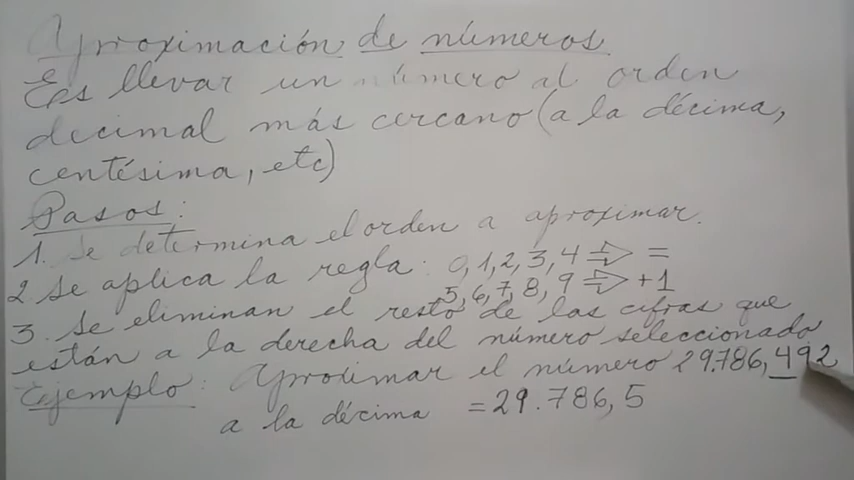 Aproximación de números
Es llevar un número al orden
decimal más cercano (a la décima,
centésima, etc)
Pasos:
1. Se determina el orden a aproximar.
2. Se aplica la regla: 0, 1, 2, 3, 4 ⇒ =
5, 6, 7, 8, 9 ⇒ +1
3. Se eliminan el resto de las cifras que
están a la derecha del número seleccionado
Ejemplo: Aproximar el número 29.786,492
a la décima = 29.786,5